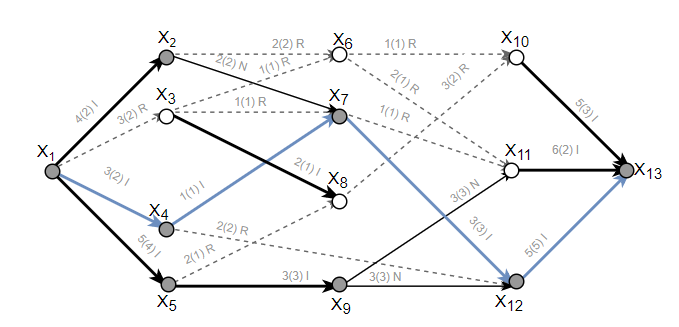 X10
X2
X6
2(2) R
1(1) R
2(2) N
1(1) R
2(1) R
3(2) R
X3
X7
4(2) I
3(2) R
1(1) R
1(1) R
5(3) I
X1
X11
6(2) I
X13
3(2) I
1(1) I
2(1) I
X8
3(3) N
X4
2(2) R
3(3) I
5(4) I
2(1) R
5(5) I
3(3) I
3(3) N
X5
X9
X12